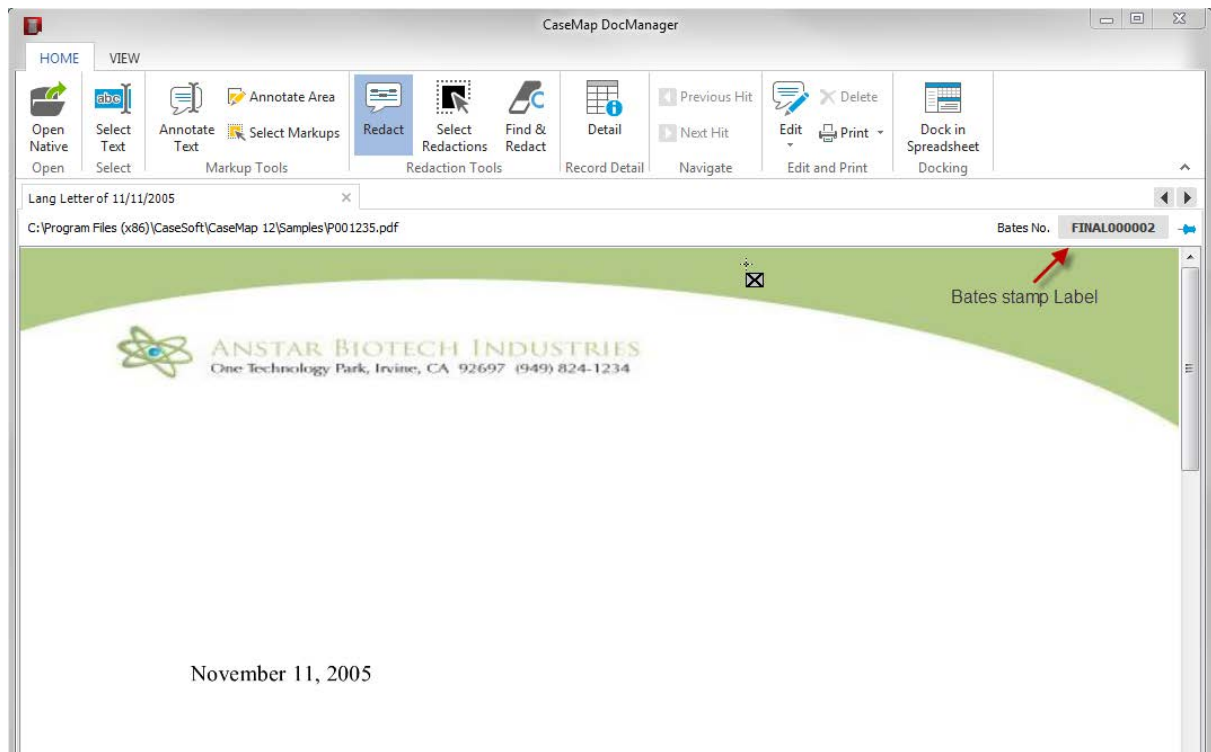 CaseMap DocManager
HOME VIEW
Open Native
Select Text
Annotate Text
Annotate Area
Select Markups
Redact
Select Redactions
Find & Redact
Detail
Previous Hit
Next Hit
Edit
Delete
Print
Dock in Spreadsheet
Open Select Markup Tools Redaction Tools Record Detail Navigate Edit and Print Docking
Lang Letter of 11/11/2005
C:\Program Files (x86)\CaseSoft\CaseMap 12\Samples\P001235.pdf Bates No. FINAL000002
Bates stamp Label
ANSTAR BIOTECH INDUSTRIES
One Technology Park, Irvine, CA 92697 (949) 824-1234
November 11, 2005